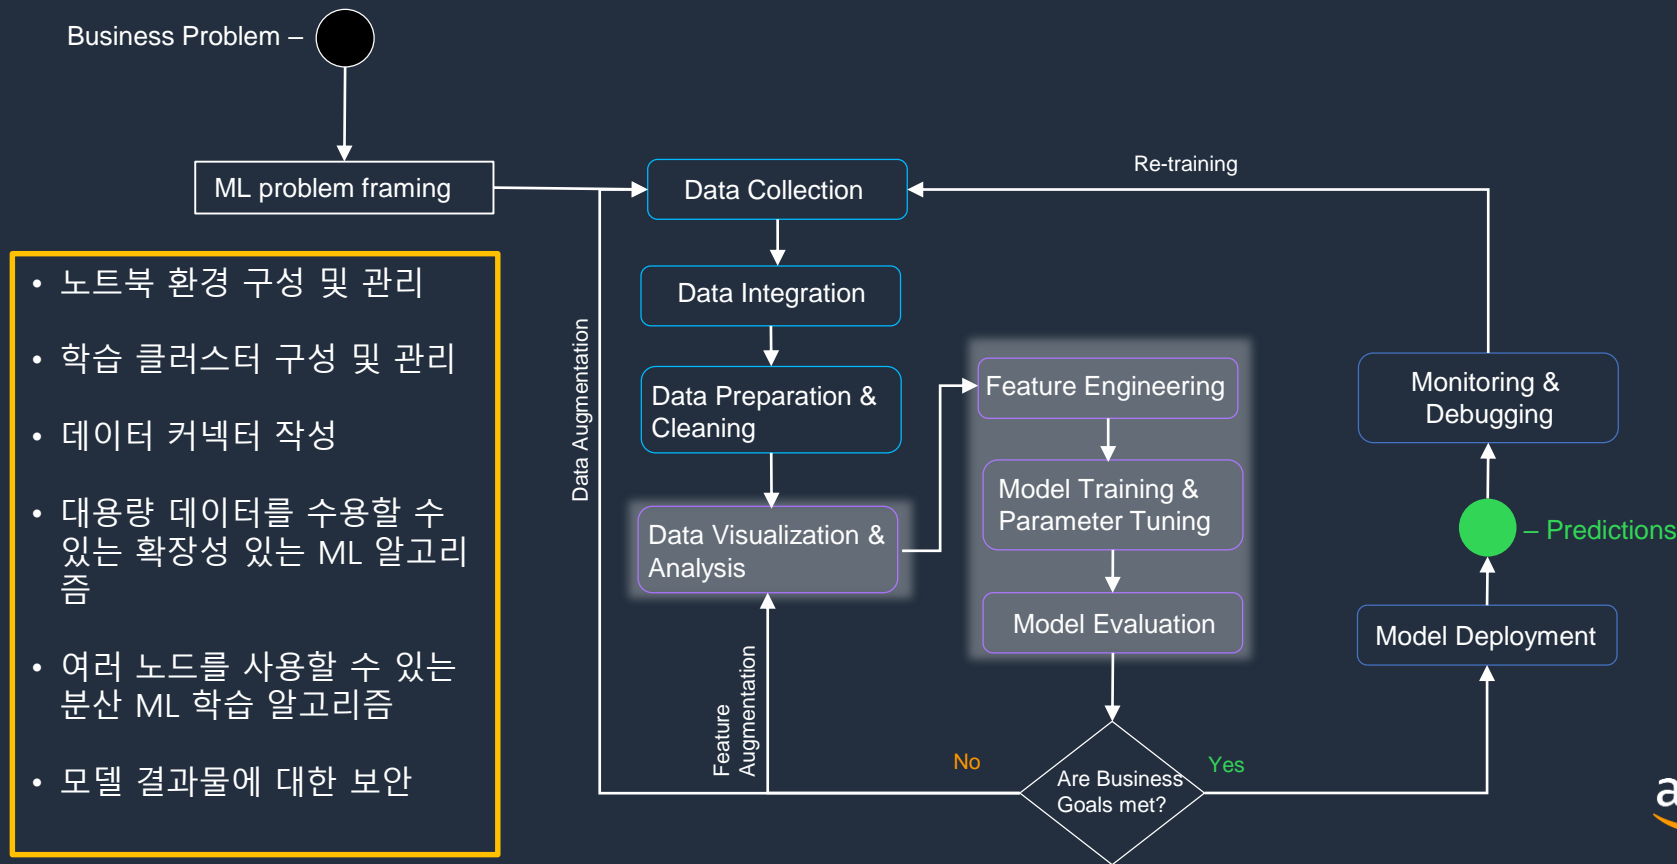 Business Problem –
ML problem framing
Data Collection
Re-training
• 노트북 환경 구성 및 관리
• 학습 클러스터 구성 및 관리
• 데이터 커넥터 작성
• 대용량 데이터를 수용할 수
있는 확장성 있는 ML 알고리
즘
• 여러 노드를 사용할 수 있는
분산 ML 학습 알고리즘
• 모델 결과물에 대한 보안
Data Augmentation
Data Integration
Data Preparation &
Cleaning
Data Visualization &
Analysis
Feature
Augmentation
Feature Engineering
Model Training &
Parameter Tuning
Model Evaluation
Are Business
Goals met?
No
Yes
Monitoring &
Debugging
– Predictions
Model Deployment